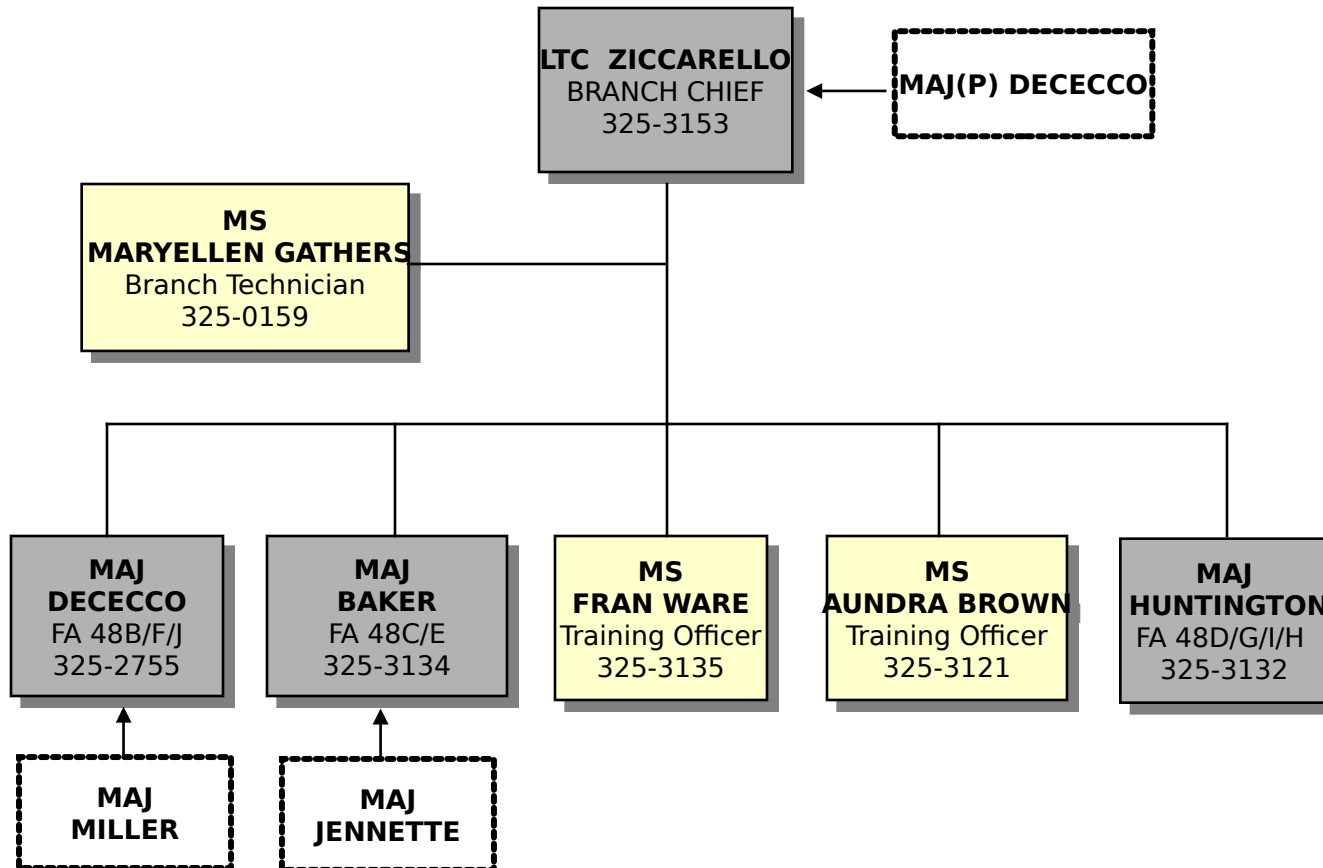 LTC  ZICCARELLO
BRANCH CHIEF
325-3153
MAJ(P) DECECCO
MS
MARYELLEN GATHERS
Branch Technician
325-0159
MAJ
DECECCO
FA 48B/F/J
325-2755
MAJ
BAKER
FA 48C/E
325-3134
MS
FRAN WARE
Training Officer
325-3135
MS
AUNDRA BROWN
Training Officer
325-3121
MAJ
HUNTINGTON
FA 48D/G/I/H
325-3132
MAJ
MILLER
MAJ
JENNETTE